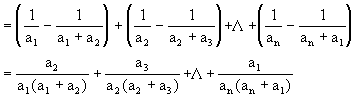 = (1/a₁ − 1/(a₁ + a₂)) + (1/a₂ − 1/(a₂ + a₃)) +Λ + (1/aₙ − 1/(aₙ + a₁))
= a₂/(a₁(a₁ + a₂)) + a₃/(a₂(a₂ + a₃)) +Λ + a₁/(aₙ(aₙ + a₁))